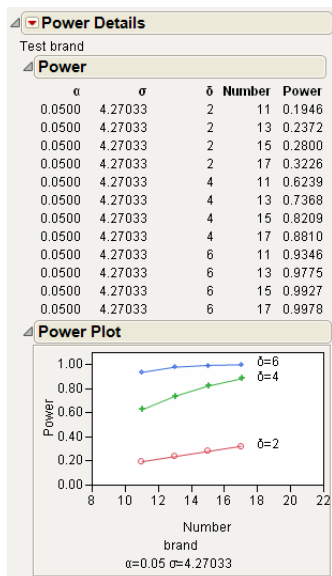 Power Details
Test brand
Power
α σ δ Number Power
0.0500 4.27033 2 11 0.1946
0.0500 4.27033 2 13 0.2372
0.0500 4.27033 2 15 0.2800
0.0500 4.27033 2 17 0.3226
0.0500 4.27033 4 11 0.6239
0.0500 4.27033 4 13 0.7368
0.0500 4.27033 4 15 0.8209
0.0500 4.27033 4 17 0.8810
0.0500 4.27033 6 11 0.9346
0.0500 4.27033 6 13 0.9775
0.0500 4.27033 6 15 0.9927
0.0500 4.27033 6 17 0.9978
Power Plot
1.00
0.80
0.60
0.40
0.20
0.00
Power
δ=6
δ=4
δ=2
8 10 12 14 16 18 20 22
Number
brand
α=0.05 σ=4.27033